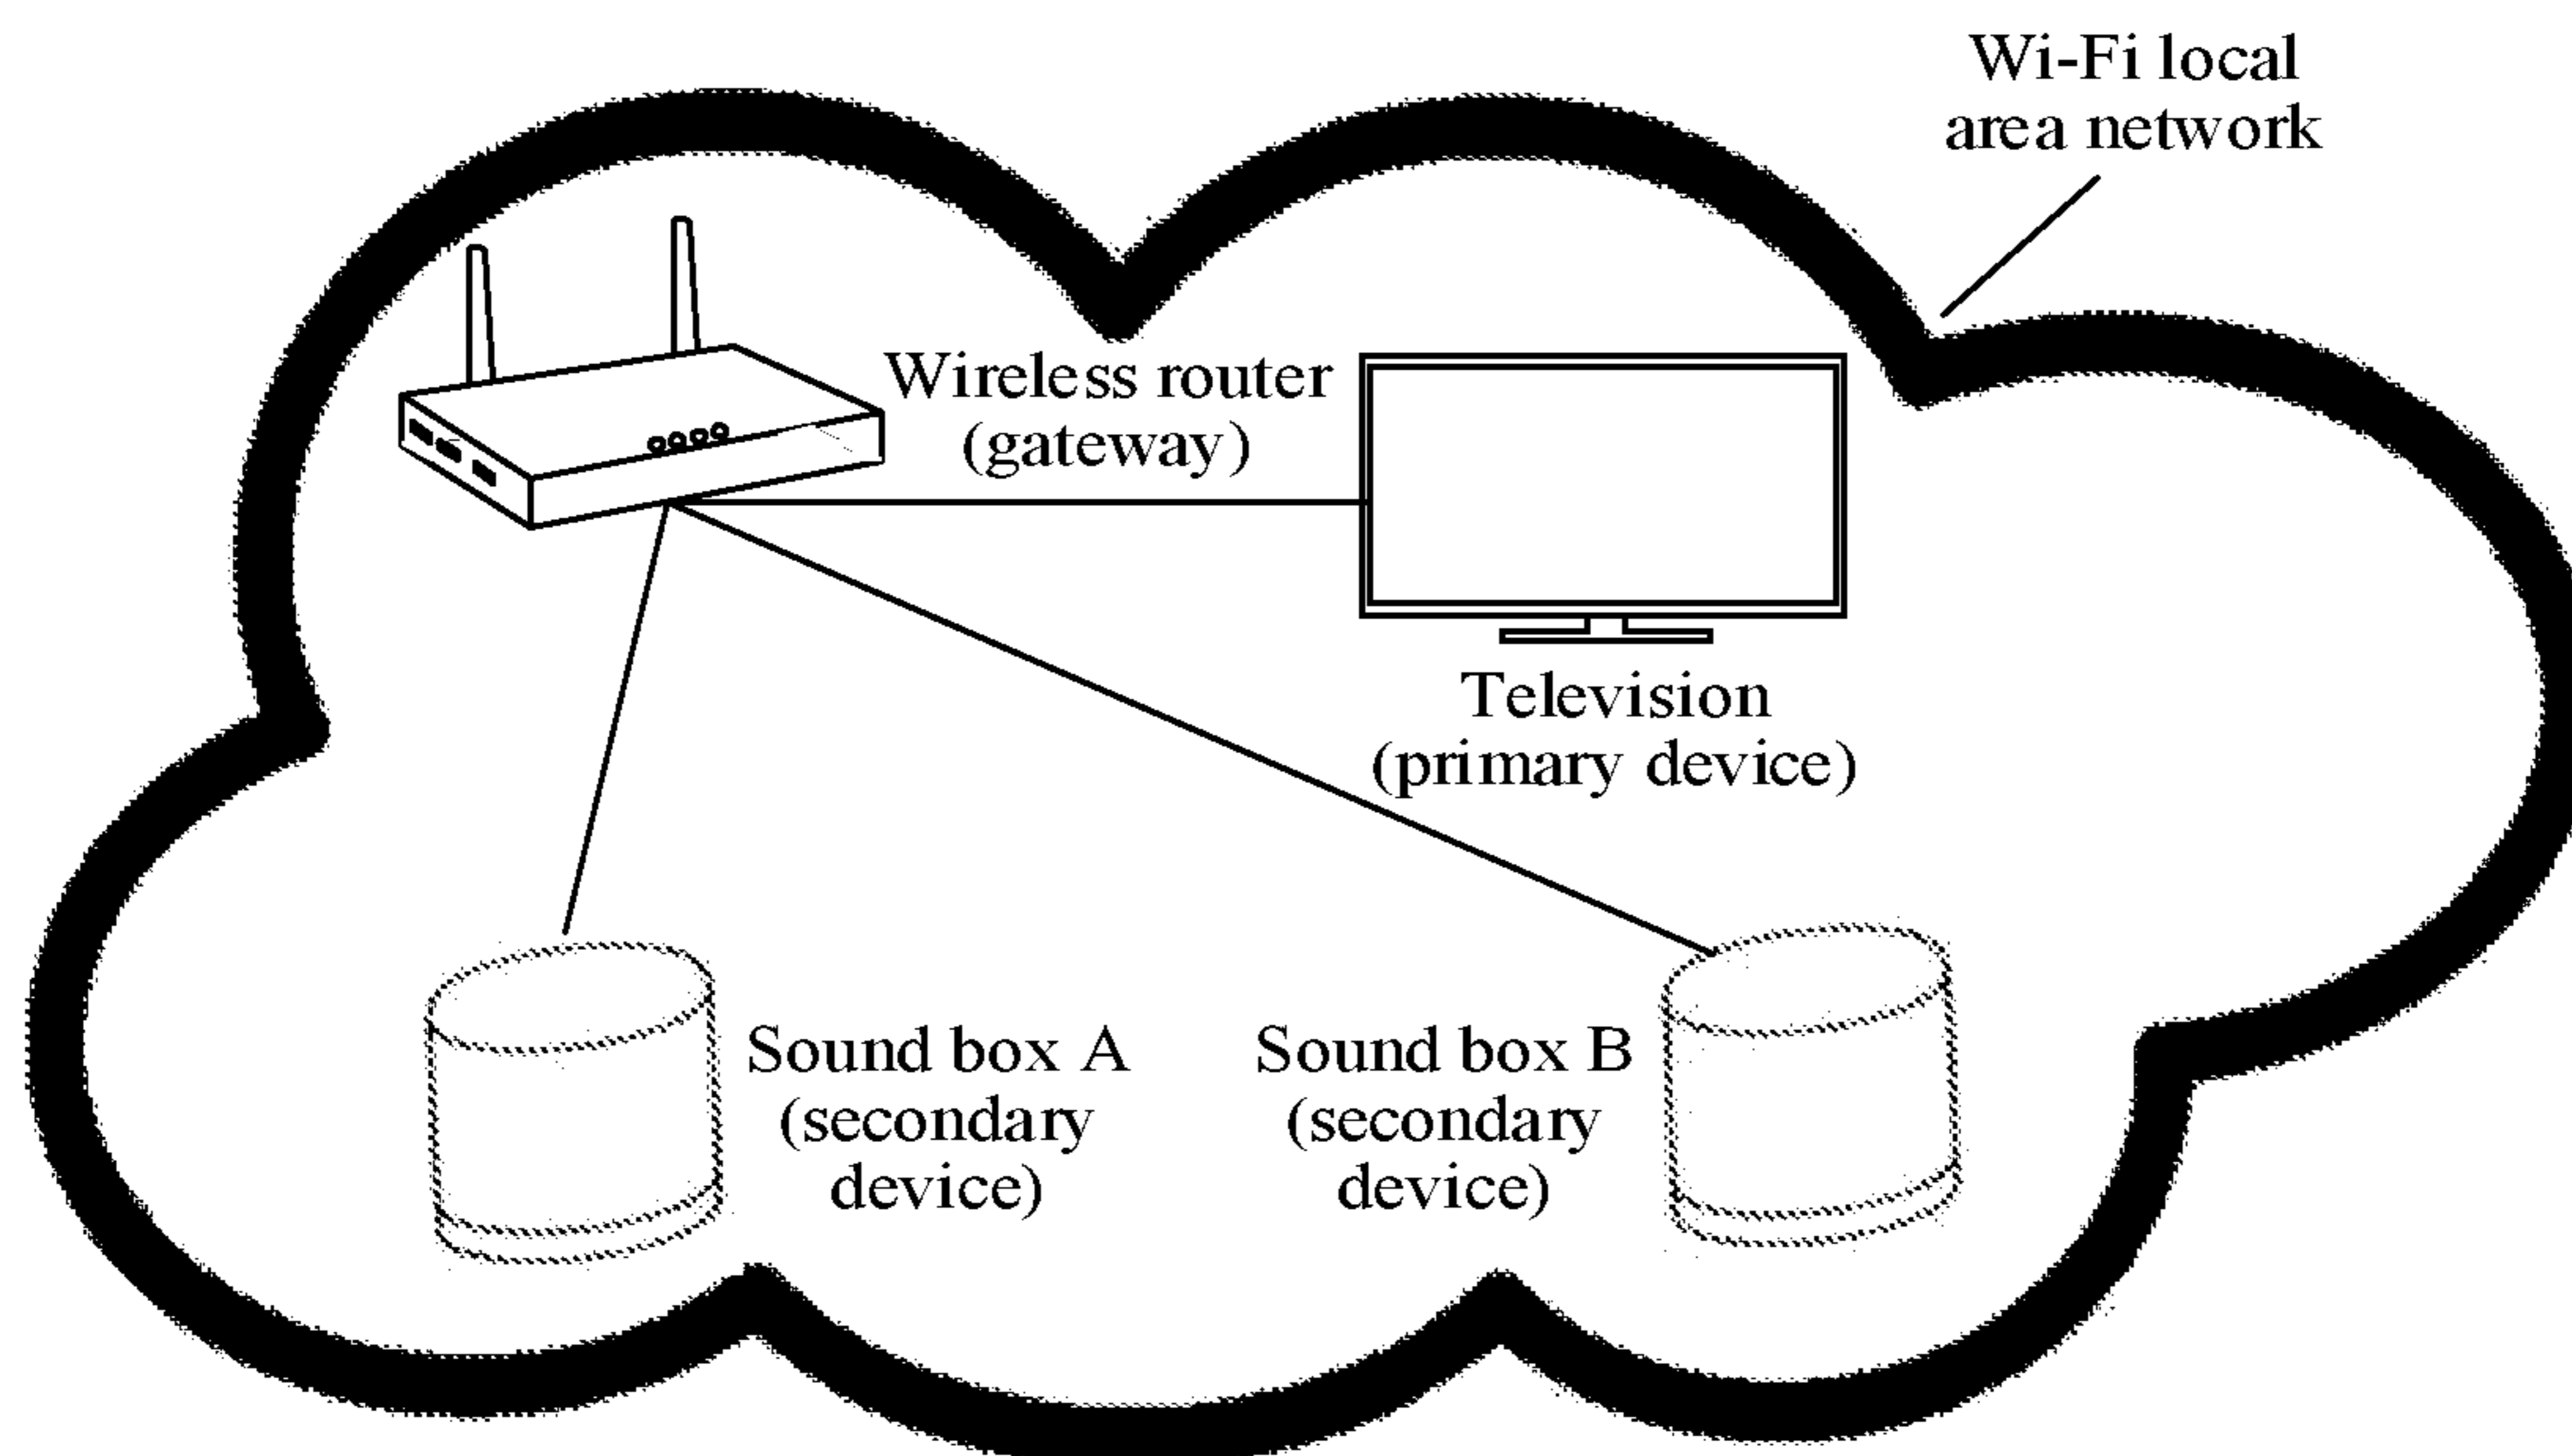 Wi-Fi local
area network
Wireless router
(gateway)
Television
(primary device)
Sound box A
(secondary
device)
Sound box B
(secondary
device)